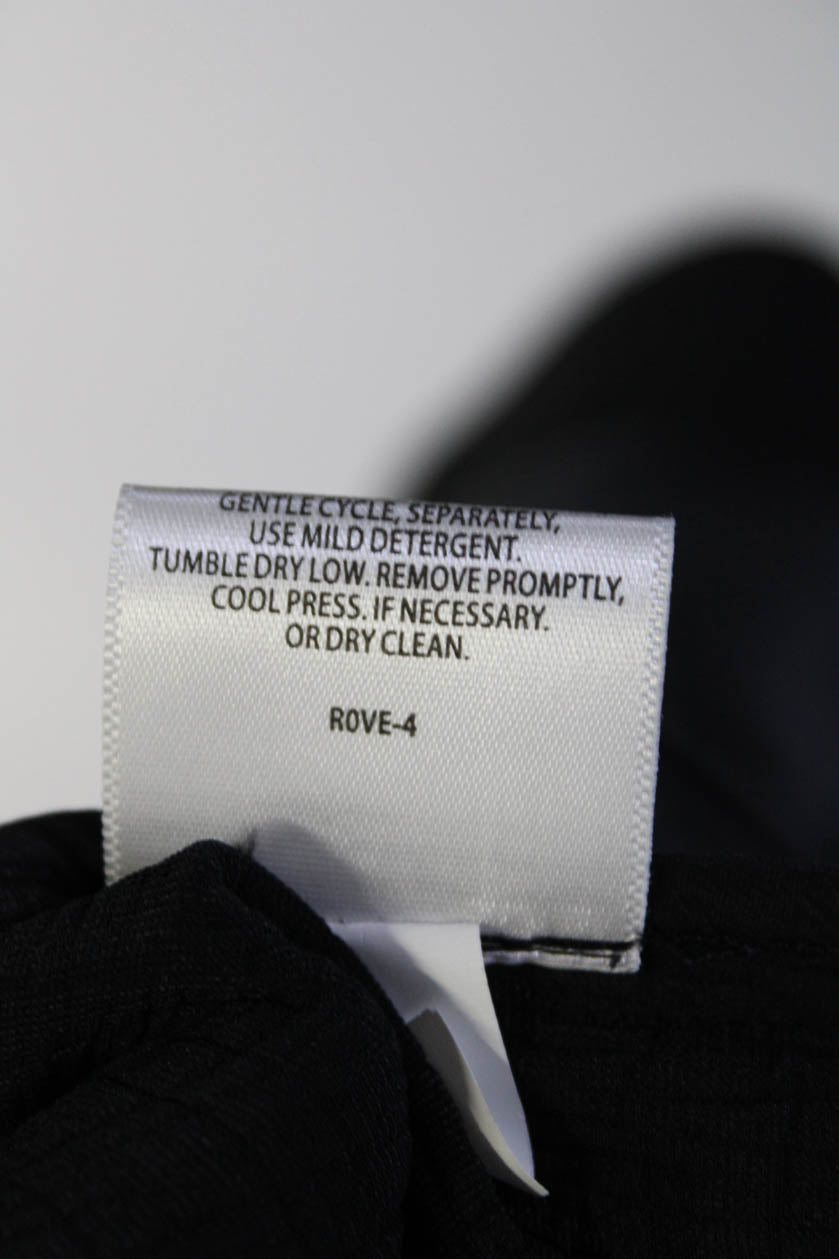 GENTLE CYCLE, SEPARATELY,
USE MILD DETERGENT.
TUMBLE DRY LOW. REMOVE PROMPTLY,
COOL PRESS. IF NECESSARY.
OR DRY CLEAN.
R0VE-4